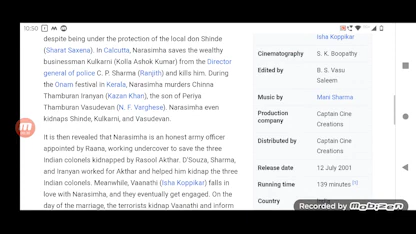 10:50
despite being under the protection of the local don Shinde
(Sharat Saxena). In Calcutta, Narasimha saves the wealthy
businessman Kulkarni (Kolla Ashok Kumar) from the Director
general of police C. P. Sharma (Ranjith) and kills him. During
the Onam festival in Kerala, Narasimha murders Chinna
Thamburan Iranyan (Kazan Khan), the son of Periya
Thamburan Vasudevan (N. F. Varghese). Narasimha even
kidnaps Shinde, Kulkarni, and Vasudevan.
It is then revealed that Narasimha is an honest army officer
appointed by Raana, working undercover to save the three
Indian colonels kidnapped by Rasool Akthar. D'Souza, Sharma,
and Iranyan worked for Akthar and helped him kidnap the three
Indian colonels. Meanwhile, Vaanathi (Isha Koppikar) falls in
love with Narasimha, and they eventually get engaged. On the
day of the marriage, the terrorists kidnap Vaanathi and inform
Isha Koppikar
Cinematography S. K. Boopathy
Edited by B. S. Vasu
Saleem
Music by Mani Sharma
Production
company
Captain Cine
Creations
Distributed by Captain Cine
Creations
Release date 12 July 2001
Running time 139 minutes [1]
Country
Recorded by Mobizen